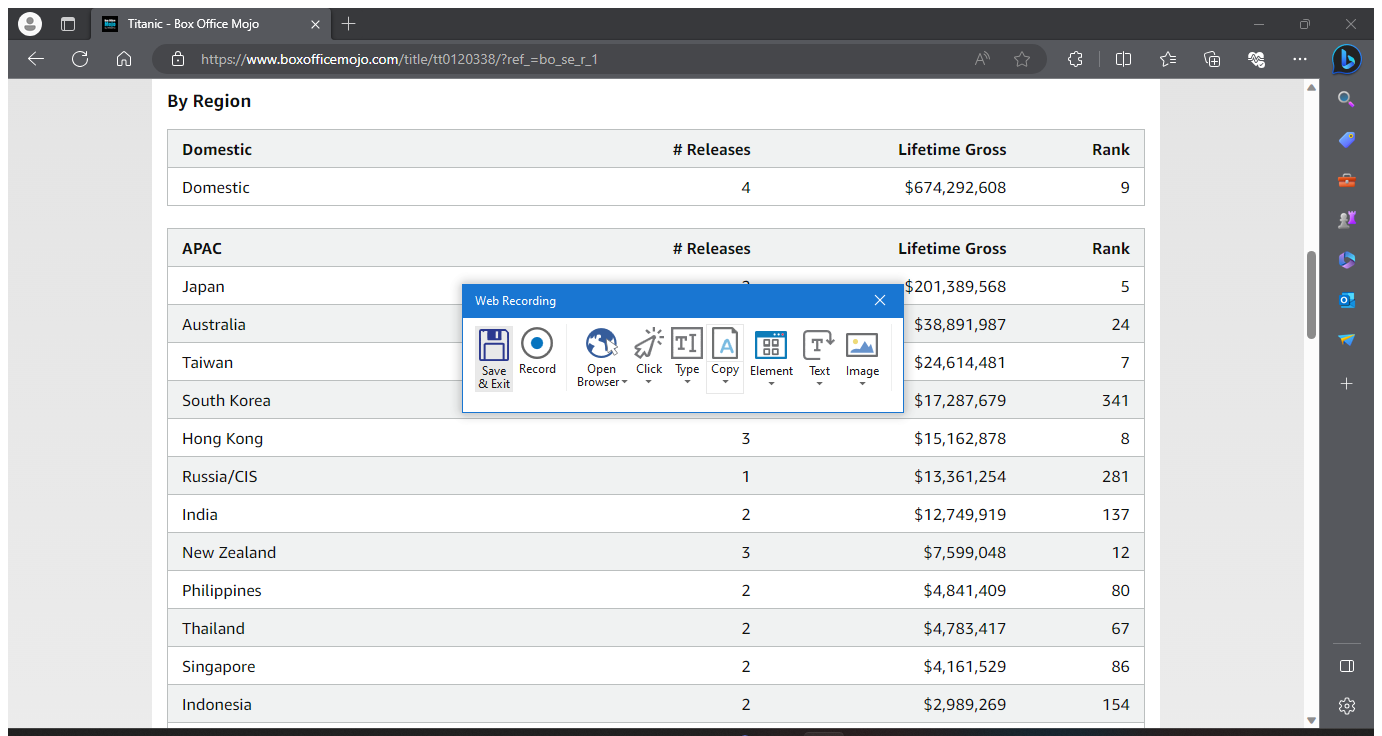 Titanic - Box Office Mojo
https://www.boxofficemojo.com/title/tt0120338/?ref_=bo_se_r_1
By Region
Domestic # Releases Lifetime Gross Rank
Domestic 4 $674,292,608 9
APAC # Releases Lifetime Gross Rank
Japan $201,389,568 5
Web Recording
Save & Exit Record Open Browser Click Type Copy Element Text Image
Australia $38,891,987 24
Taiwan $24,614,481 7
South Korea $17,287,679 341
Hong Kong 3 $15,162,878 8
Russia/CIS 1 $13,361,254 281
India 2 $12,749,919 137
New Zealand 3 $7,599,048 12
Philippines 2 $4,841,409 80
Thailand 2 $4,783,417 67
Singapore 2 $4,161,529 86
Indonesia 2 $2,989,269 154